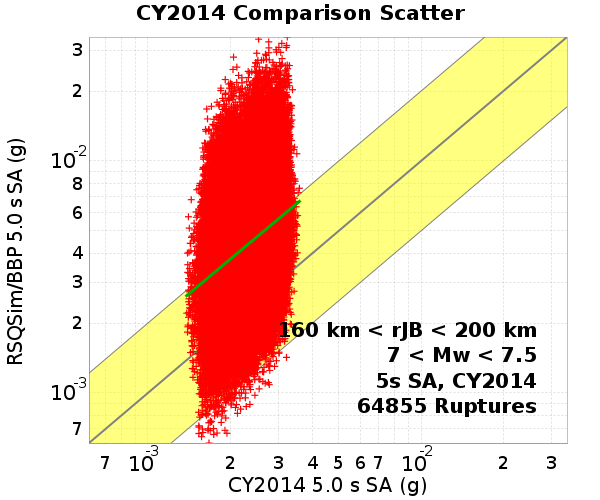 CY2014 Comparison Scatter
RSQSim/BBP 5.0 s SA (g)
3
2
10-2
8
6
4
3
2
10-3
7
160 km < rJB < 200 km
7 < Mw < 7.5
5s SA, CY2014
64855 Ruptures
7 10-3 2 3 4 5 6 7 10-2 2 3
CY2014 5.0 s SA (g)